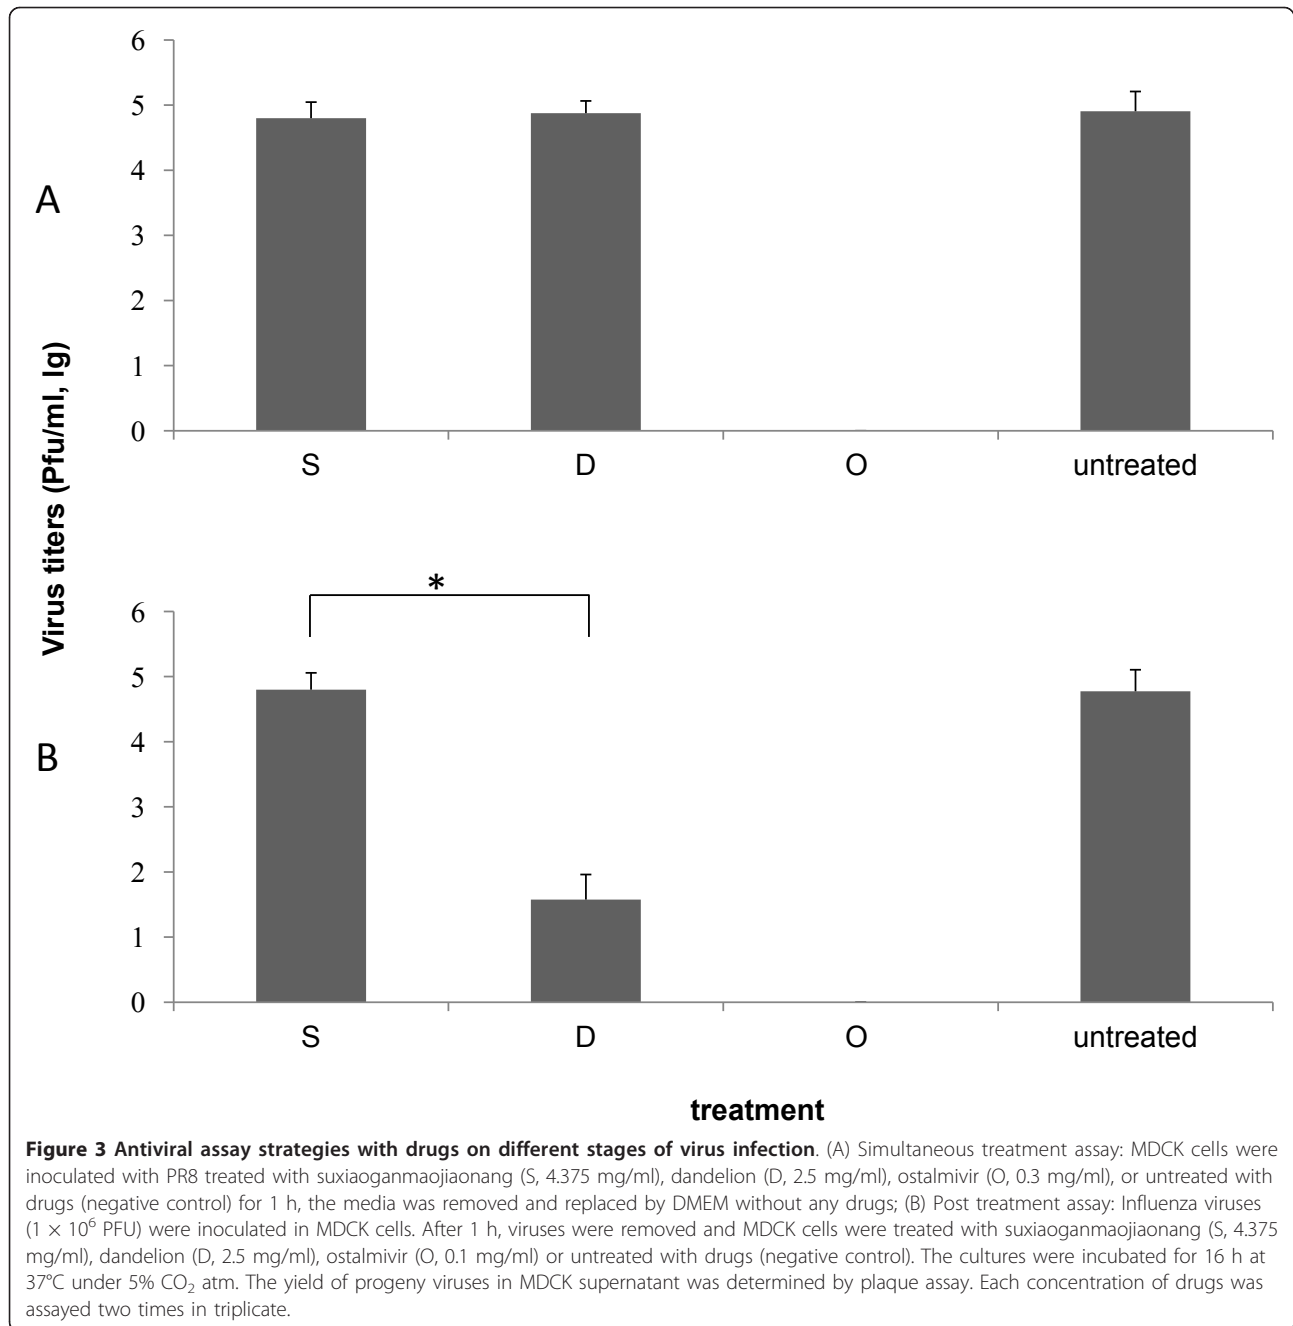 6
5
4
3
2
1
0
A
S D O untreated
Virus titers (Pfu/ml, lg)
*
6
5
4
3
2
1
0
B
S D O untreated
treatment
Figure 3 Antiviral assay strategies with drugs on different stages of virus infection. (A) Simultaneous treatment assay: MDCK cells were
inoculated with PR8 treated with suxiaoganmaojiaonang (S, 4.375 mg/ml), dandelion (D, 2.5 mg/ml), ostalmivir (O, 0.3 mg/ml), or untreated with
drugs (negative control) for 1 h, the media was removed and replaced by DMEM without any drugs; (B) Post treatment assay: Influenza viruses
(1 × 10⁶ PFU) were inoculated in MDCK cells. After 1 h, viruses were removed and MDCK cells were treated with suxiaoganmaojiaonang (S, 4.375
mg/ml), dandelion (D, 2.5 mg/ml), ostalmivir (O, 0.1 mg/ml) or untreated with drugs (negative control). The cultures were incubated for 16 h at
37°C under 5% CO₂ atm. The yield of progeny viruses in MDCK supernatant was determined by plaque assay. Each concentration of drugs was
assayed two times in triplicate.